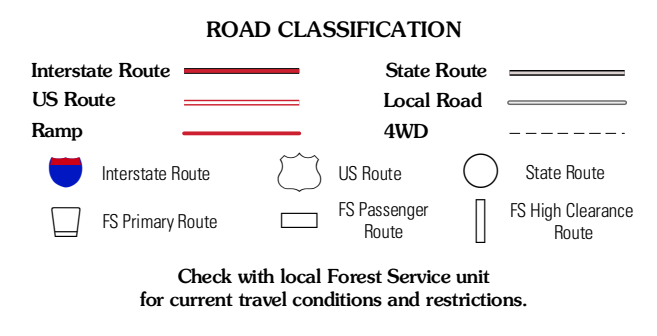 ROAD CLASSIFICATION
Interstate Route
State Route
US Route
Local Road
Ramp
4WD
Interstate Route
US Route
State Route
FS Primary Route
FS Passenger
Route
FS High Clearance
Route
Check with local Forest Service unit
for current travel conditions and restrictions.